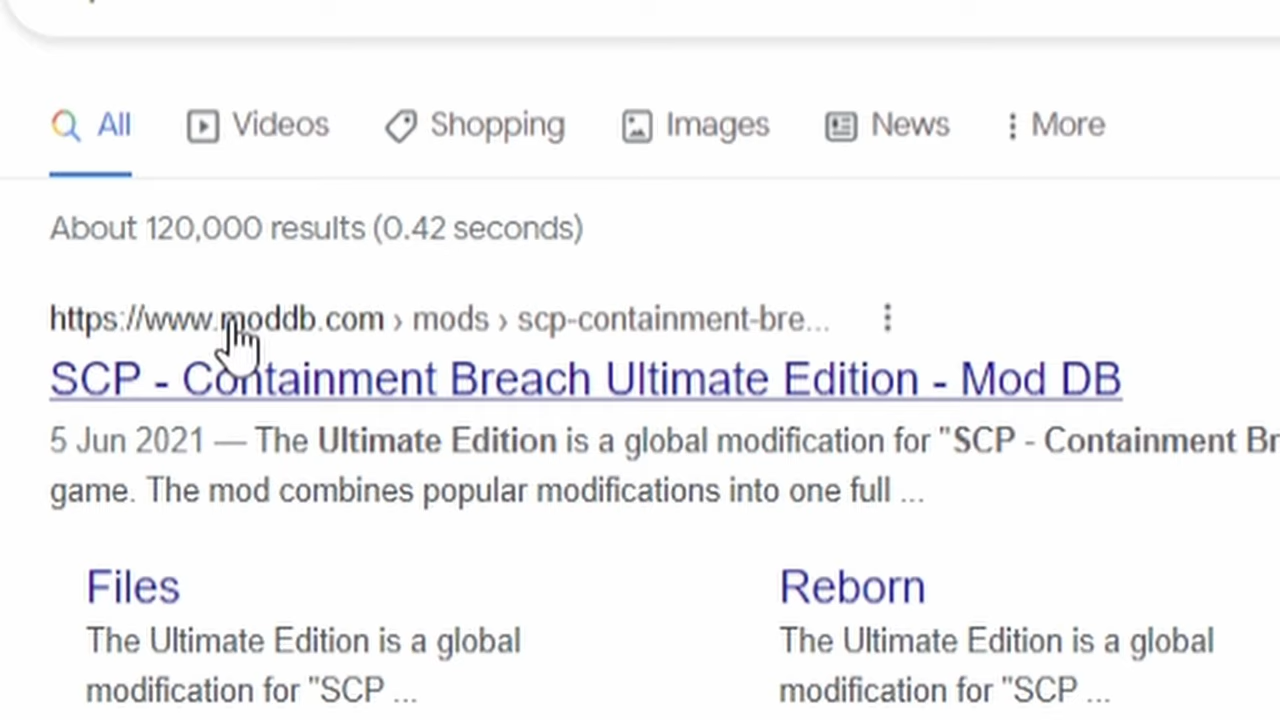 All Videos Shopping Images News More
About 120,000 results (0.42 seconds)
https://www.moddb.com › mods › scp-containment-bre...
SCP - Containment Breach Ultimate Edition - Mod DB
5 Jun 2021 — The Ultimate Edition is a global modification for "SCP - Containment Br
game. The mod combines popular modifications into one full ...
Files
The Ultimate Edition is a global
modification for "SCP ...
Reborn
The Ultimate Edition is a global
modification for "SCP ...